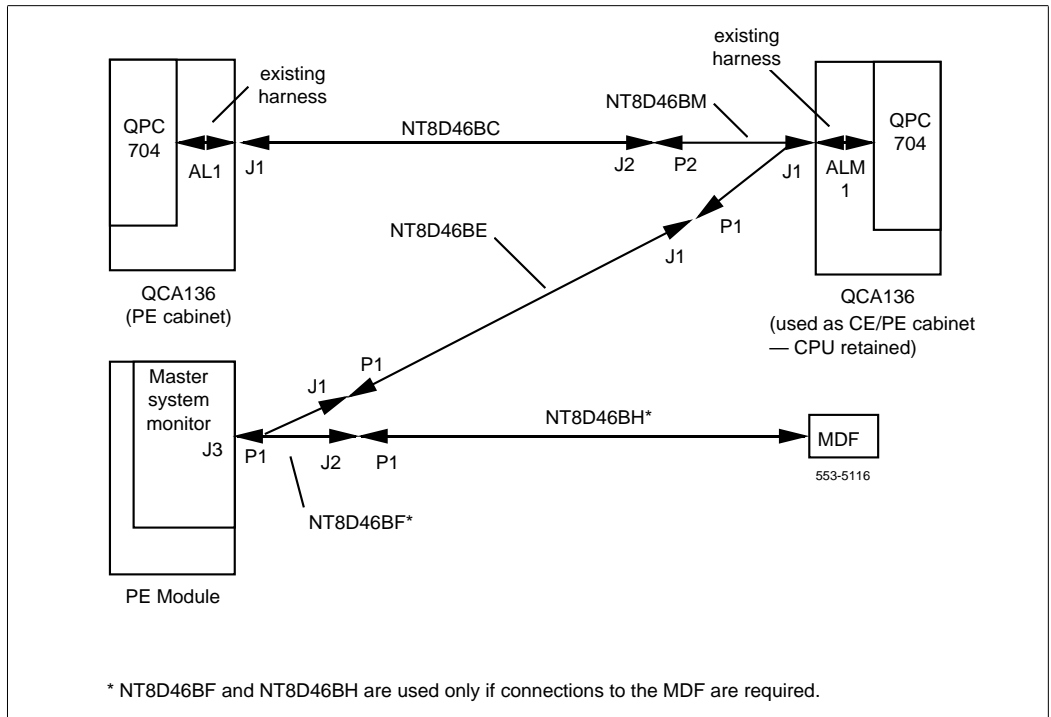 existing
harness
existing
harness
NT8D46BM
QPC
704
NT8D46BC
QPC
704
AL1
J1
J2
P2
J1
ALM
1
P1
NT8D46BE
J1
QCA136
(PE cabinet)
QCA136
(used as CE/PE cabinet
— CPU retained)
P1
Master
system
monitor
J1
NT8D46BH*
J3
P1
J2
P1
MDF
553-5116
NT8D46BF*
PE Module
* NT8D46BF and NT8D46BH are used only if connections to the MDF are required.